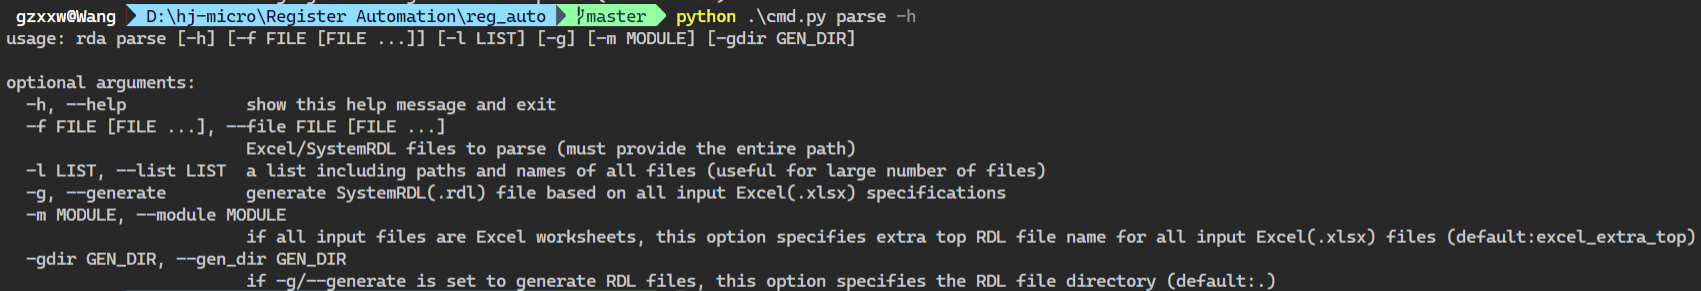 gzxxw@Wang D:\hj-micro\Register Automation\reg_auto master python .\cmd.py parse -h
usage: rda parse [-h] [-f FILE [FILE ...]] [-l LIST] [-g] [-m MODULE] [-gdir GEN_DIR]
optional arguments:
-h, --help show this help message and exit
-f FILE [FILE ...], --file FILE [FILE ...]
Excel/SystemRDL files to parse (must provide the entire path)
-l LIST, --list LIST a list including paths and names of all files (useful for large number of files)
-g, --generate generate SystemRDL(.rdl) file based on all input Excel(.xlsx) specifications
-m MODULE, --module MODULE
if all input files are Excel worksheets, this option specifies extra top RDL file name for all input Excel(.xlsx) files (default:excel_extra_top)
-gdir GEN_DIR, --gen_dir GEN_DIR
if -g/--generate is set to generate RDL files, this option specifies the RDL file directory (default:.)